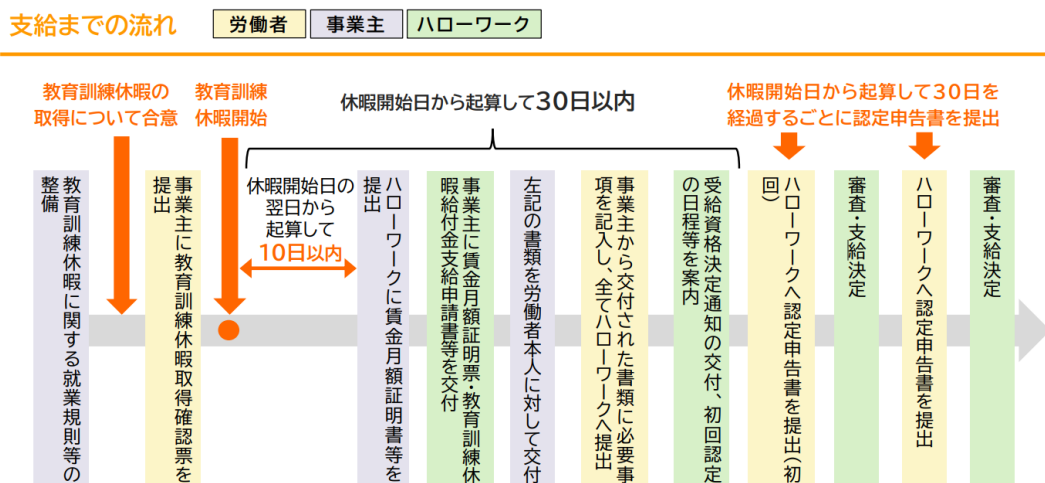 支給までの流れ
労働者
事業主
ハローワーク
教育訓練休暇の
取得について合意
教育訓練
休暇開始
休暇開始日から起算して30日以内
休暇開始日から起算して30日を
経過するごとに認定申告書を提出
教育訓練休暇に関する就業規則等の
整備
事業主に教育訓練休暇取得確認票を
提出
休暇開始日の
翌日から
起算して
10日以内
ハローワークに賃金月額証明書等を
提出
事業主に賃金月額証明票・教育訓練休
暇給付金支給申請書等を交付
左記の書類を労働者本人に対して交付
事業主から交付された書類に必要事
項を記入し、全てハローワークへ提出
受給資格決定通知の交付、初回認定
の日程等を案内
ハローワークへ認定申告書を提出（初
回）
審査・支給決定
ハローワークへ認定申告書を提出
審査・支給決定